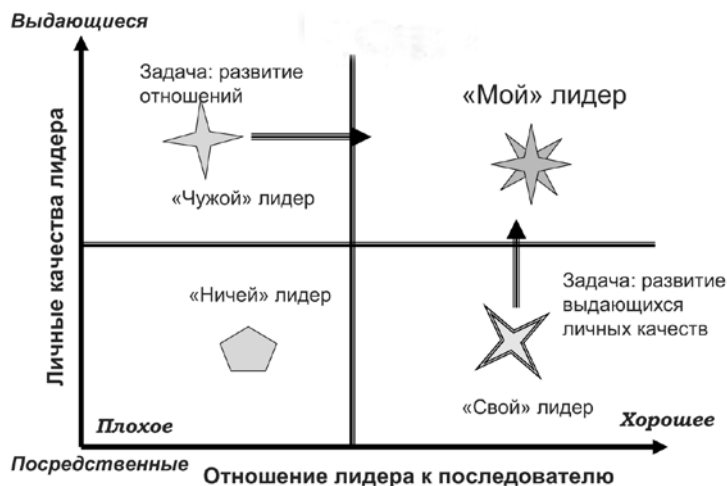 Выдающиеся
Задача: развитие
отношений
«Мой» лидер
«Чужой» лидер
Личные качества лидера
«Ничей» лидер
Задача: развитие
выдающихся
личных качеств
«Свой» лидер
Плохое
Хорошее
Посредственные
Отношение лидера к последователю